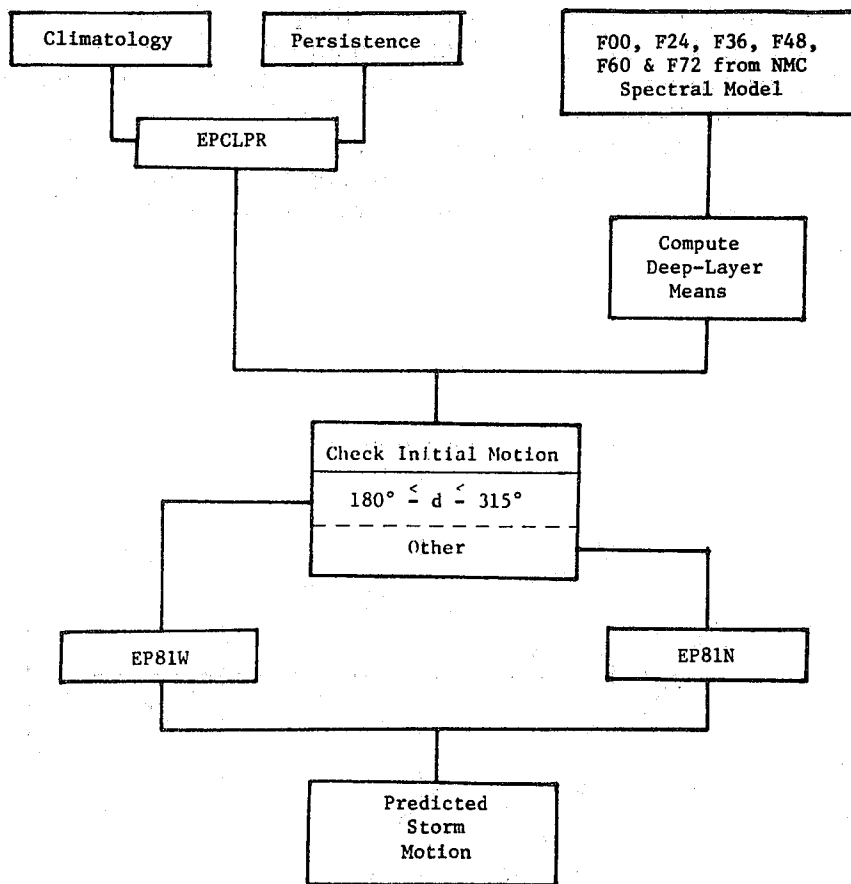 Climatology
Persistence
F00, F24, F36, F48,
F60 & F72 from NMC
Spectral Model
EPCLPR
Compute
Deep-Layer
Means
Check Initial Motion
180° ≤ d ≤ 315°
Other
EP81W
EP81N
Predicted
Storm
Motion